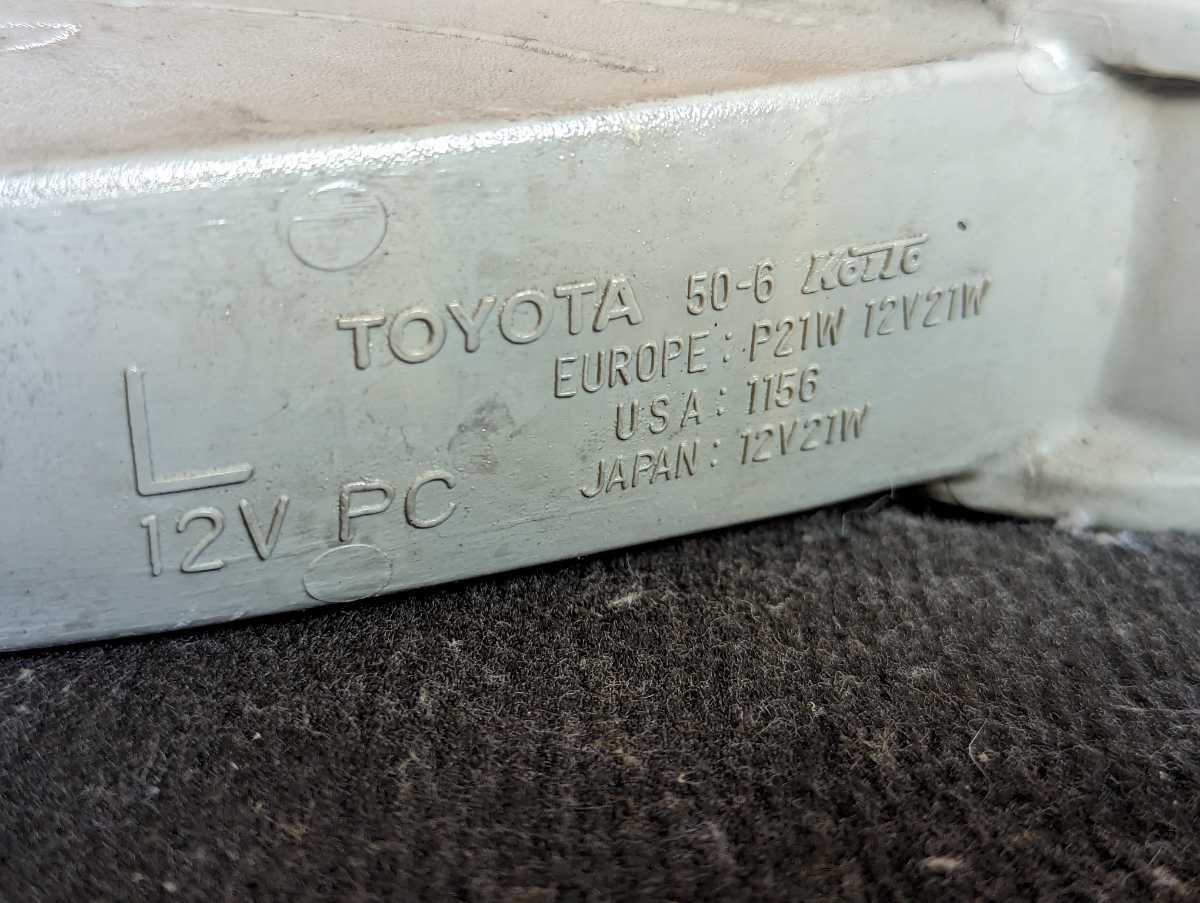 TOYOTA 50-6 Koito
EUROPE : P21W 12V21W
USA : 1156
JAPAN : 12V21W
L
12V PC